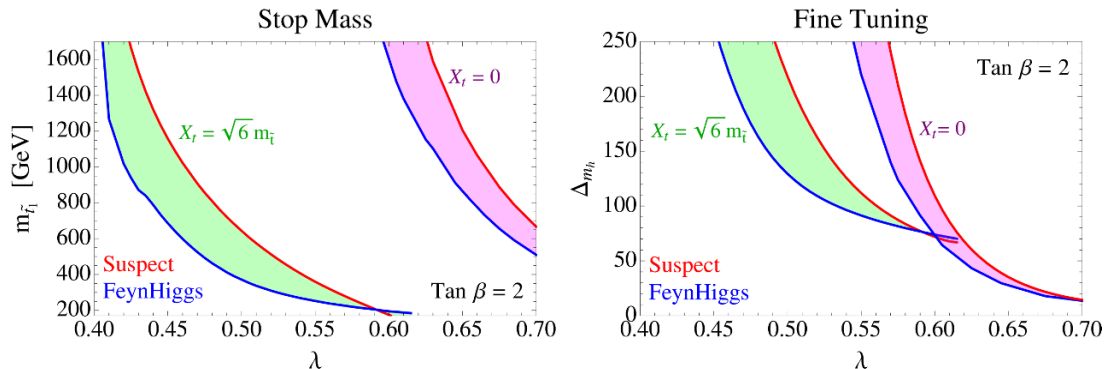 Stop Mass
m_{t̃_1} [GeV]
1600
1400
1200
1000
800
600
400
200
X_t = √6 m_{t̃}
X_t = 0
Suspect
FeynHiggs
Tan β = 2
0.40 0.45 0.50 0.55 0.60 0.65 0.70
λ
Fine Tuning
Δ_{m_h}
250
200
150
100
50
0
Tan β = 2
X_t = √6 m_{t̃}
X_t = 0
Suspect
FeynHiggs
0.40 0.45 0.50 0.55 0.60 0.65 0.70
λ